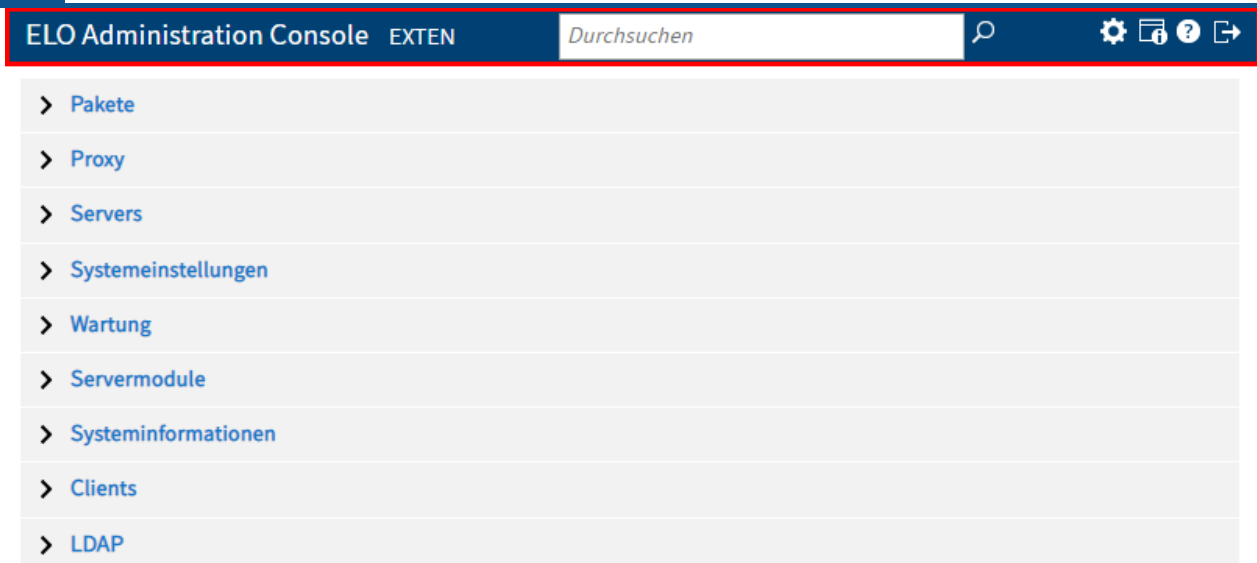 ELO Administration Console EXTEN Durchsuchen
Pakete
Proxy
Servers
Systemeinstellungen
Wartung
Servermodule
Systeminformationen
Clients
LDAP